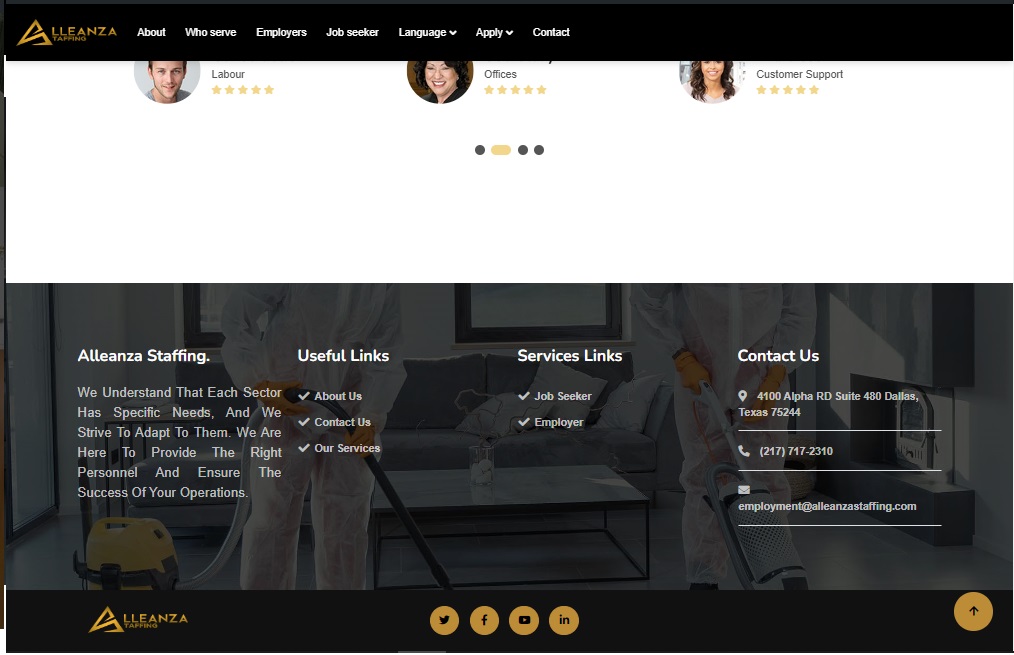 ALLEANZA
STAFFING
About Who serve Employers Job seeker Language Apply Contact
Labour
Offices
Customer Support
Alleanza Staffing.
We Understand That Each Sector
Has Specific Needs, And We
Strive To Adapt To Them. We Are
Here To Provide The Right
Personnel And Ensure The
Success Of Your Operations.
Useful Links
About Us
Contact Us
Our Services
Services Links
Job Seeker
Employer
Contact Us
4100 Alpha RD Suite 480 Dallas,
Texas 75244
(217) 717-2310
employment@alleanzastaffing.com
ALLEANZA
STAFFING